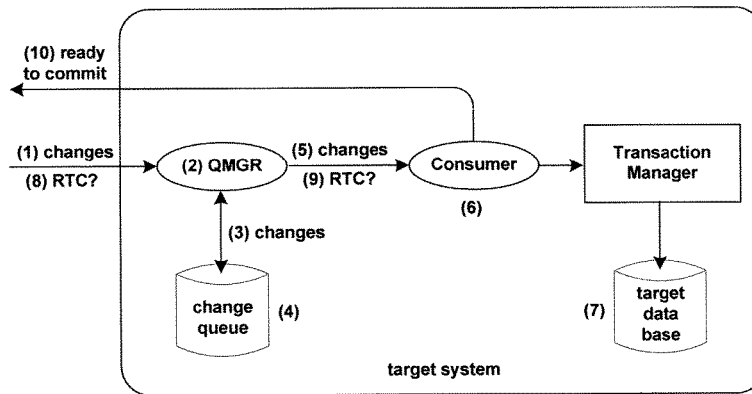 (10) ready
to commit
(1) changes
(8) RTC?
(2) QMGR
(5) changes
(9) RTC?
Consumer
(6)
Transaction
Manager
(3) changes
change
queue
(4)
(7)
target
data
base
target system